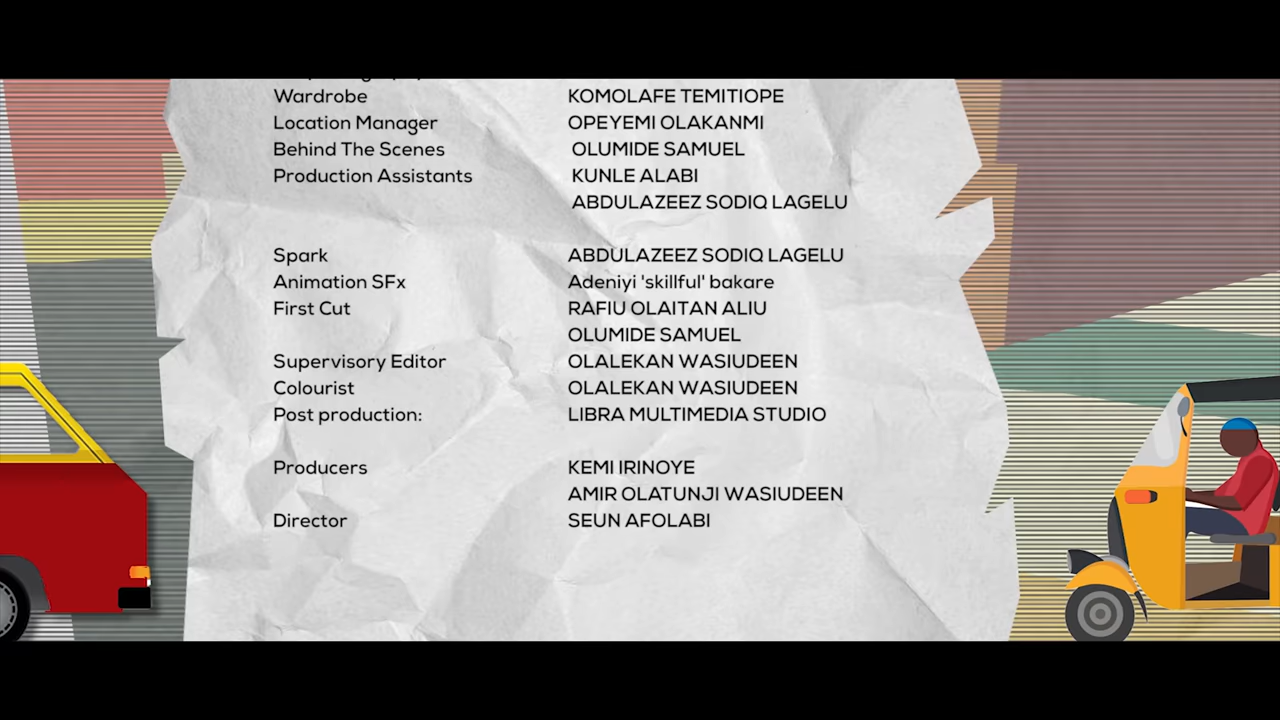 Wardrobe KOMOLAFE TEMITIOPE
Location Manager OPEYEMI OLAKANMI
Behind The Scenes OLUMIDE SAMUEL
Production Assistants KUNLE ALABI
ABDULAZEEZ SODIQ LAGELU
Spark ABDULAZEEZ SODIQ LAGELU
Animation SFx Adeniyi 'skillful' bakare
First Cut RAFIU OLAITAN ALIU
OLUMIDE SAMUEL
Supervisory Editor OLALEKAN WASIUDEEN
Colourist OLALEKAN WASIUDEEN
Post production: LIBRA MULTIMEDIA STUDIO
Producers KEMI IRINOYE
AMIR OLATUNJI WASIUDEEN
Director SEUN AFOLABI